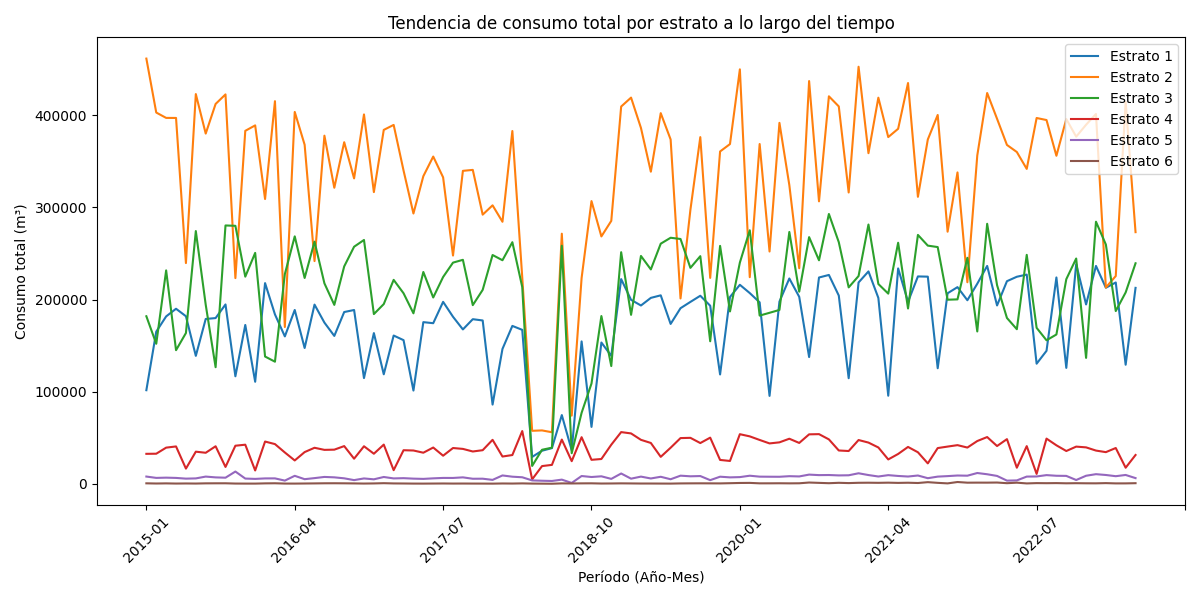 Tendencia de consumo total por estrato a lo largo del tiempo
Estrato 1
Estrato 2
Estrato 3
Estrato 4
Estrato 5
Estrato 6
Consumo total (m³)
400000
300000
200000
100000
0
2015-01
2016-04
2017-07
2018-10
2020-01
2021-04
2022-07
Período (Año-Mes)